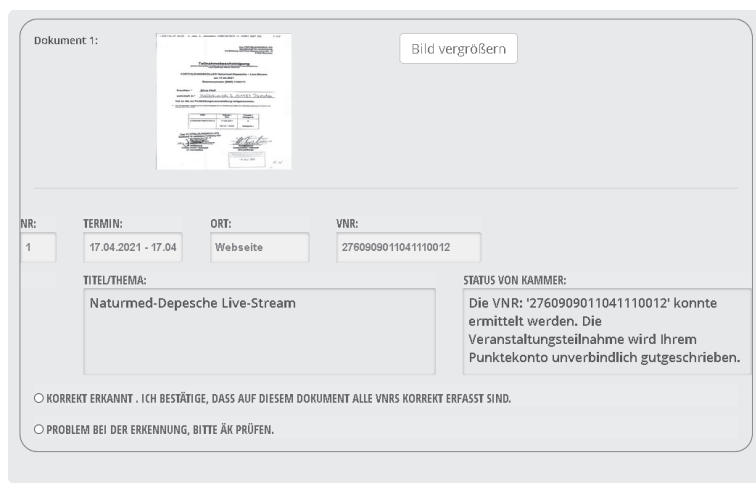 Dokument 1:
Bild vergrößern
Teilnahmebescheinigung
NR:
TERMIN:
ORT:
VNR:
1
17.04.2021 - 17.04
Webseite
2760909011041110012
TITEL/THEMA:
STATUS VON KAMMER:
Naturmed-Depesche Live-Stream
Die VNR: '2760909011041110012' konnte
ermittelt werden. Die
Veranstaltungsteilnahme wird Ihrem
Punktekonto unverbindlich gutgeschrieben.
KORREKT ERKANNT . ICH BESTÄTIGE, DASS AUF DIESEM DOKUMENT ALLE VNRS KORREKT ERFASST SIND.
PROBLEM BEI DER ERKENNUNG, BITTE ÄK PRÜFEN.